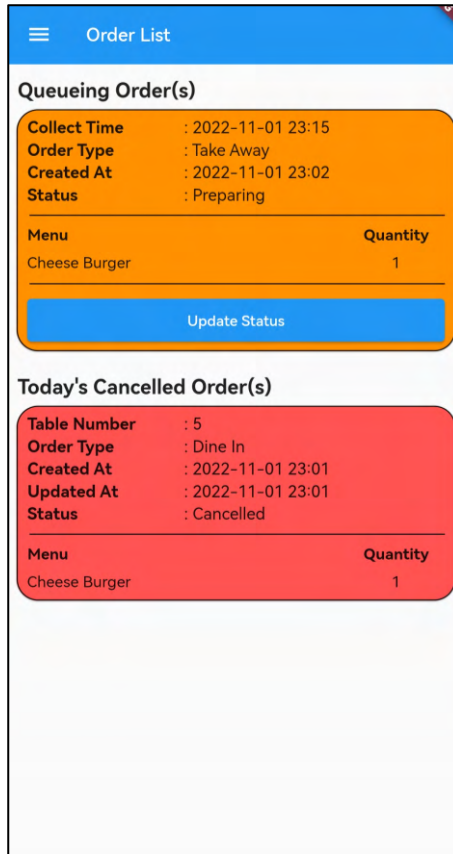 Order List
Queueing Order(s)
Collect Time : 2022-11-01 23:15
Order Type : Take Away
Created At : 2022-11-01 23:02
Status : Preparing
Menu Quantity
Cheese Burger 1
Update Status
Today's Cancelled Order(s)
Table Number : 5
Order Type : Dine In
Created At : 2022-11-01 23:01
Updated At : 2022-11-01 23:01
Status : Cancelled
Menu Quantity
Cheese Burger 1